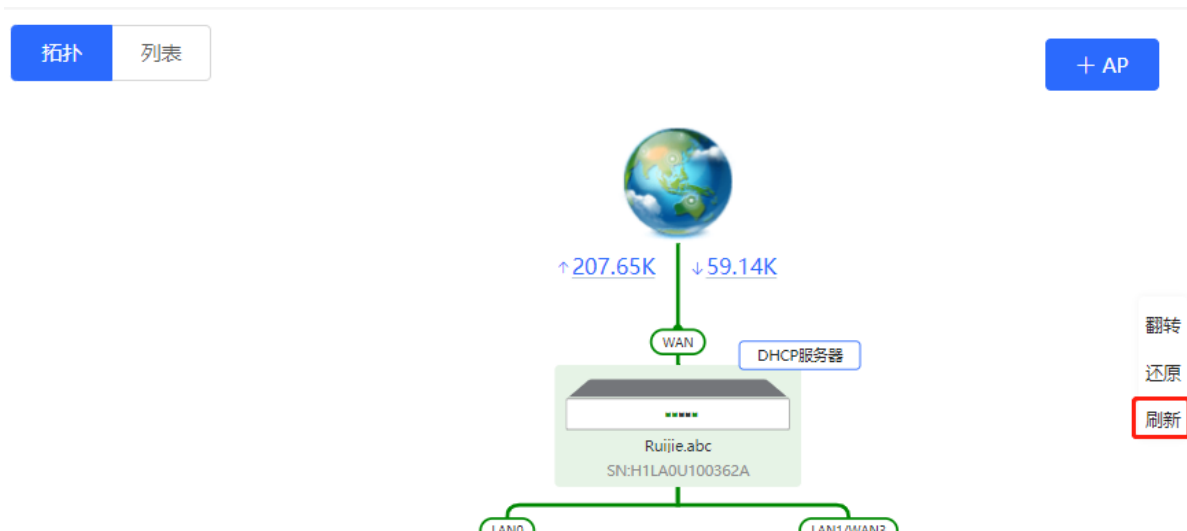 拓扑 列表
＋ AP
↑207.65K ↓59.14K
翻转
WAN
DHCP服务器
还原
刷新
Ruijie.abc
SN:H1LA0U100362A
LAN0 LAN1/WAN3